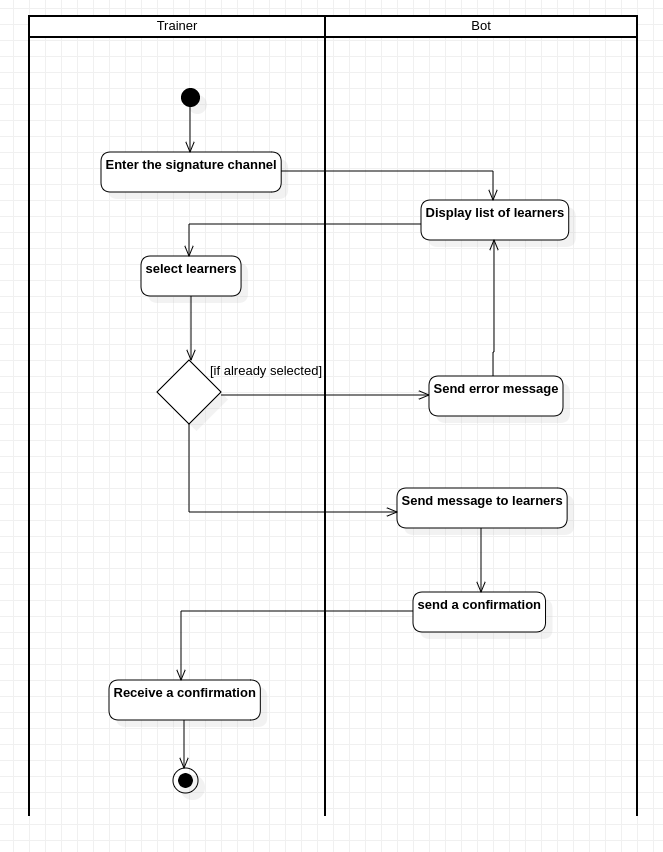 Trainer
Bot
Enter the signature channel
Display list of learners
select learners
[if already selected]
Send error message
Send message to learners
send a confirmation
Receive a confirmation